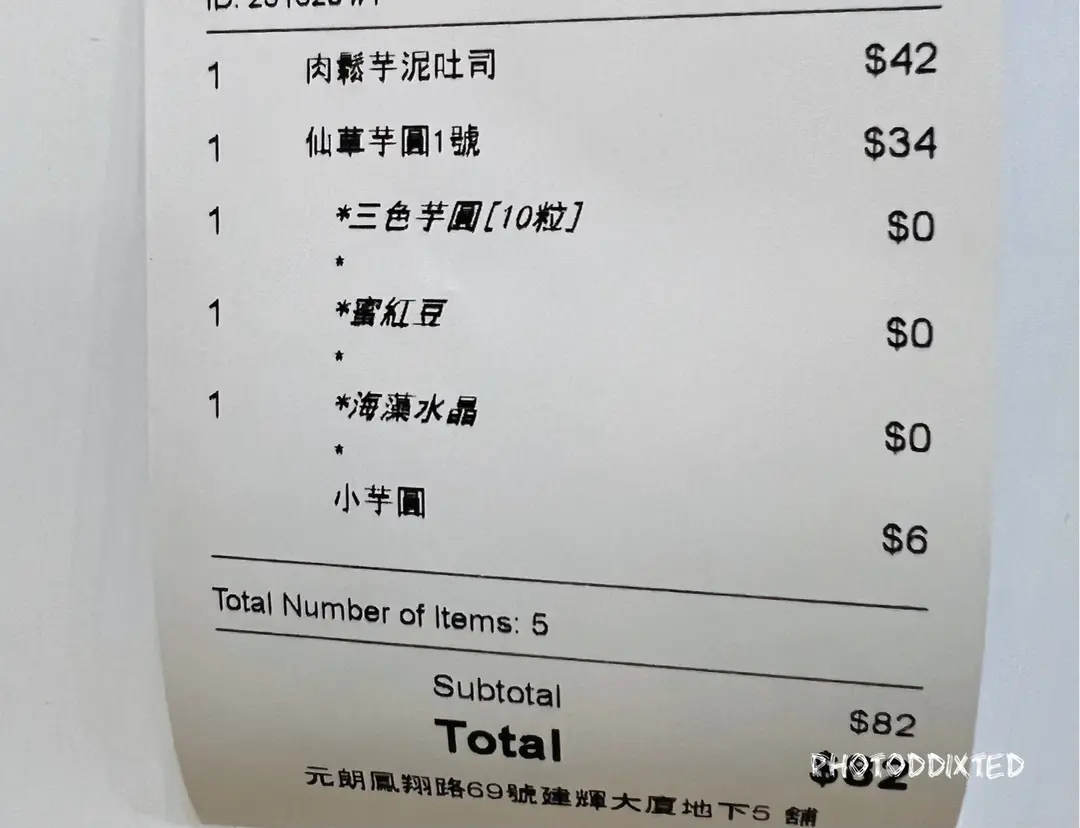 1 肉鬆芋泥吐司 $42
1 仙草芋圓1號 $34
1 *三色芋圓[10粒] $0
*
1 *蜜紅豆 $0
*
1 *海藻水晶 $0
*
小芋圓 $6
Total Number of Items: 5
Subtotal $82
Total $82
PHOTODDIXTED
元朗鳳翔路69號建輝大廈地下5 舖